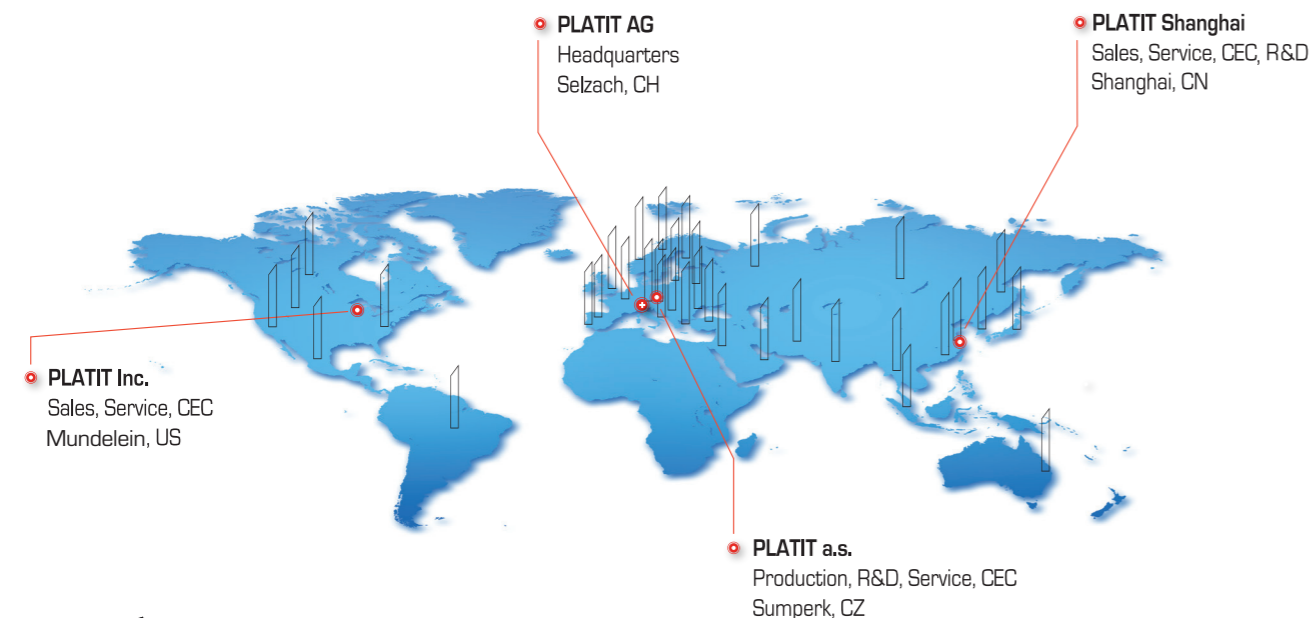 PLATIT AG
Headquarters
Selzach, CH
PLATIT Shanghai
Sales, Service, CEC, R&D
Shanghai, CN
PLATIT Inc.
Sales, Service, CEC
Mundelein, US
PLATIT a.s.
Production, R&D, Service, CEC
Sumperk, CZ